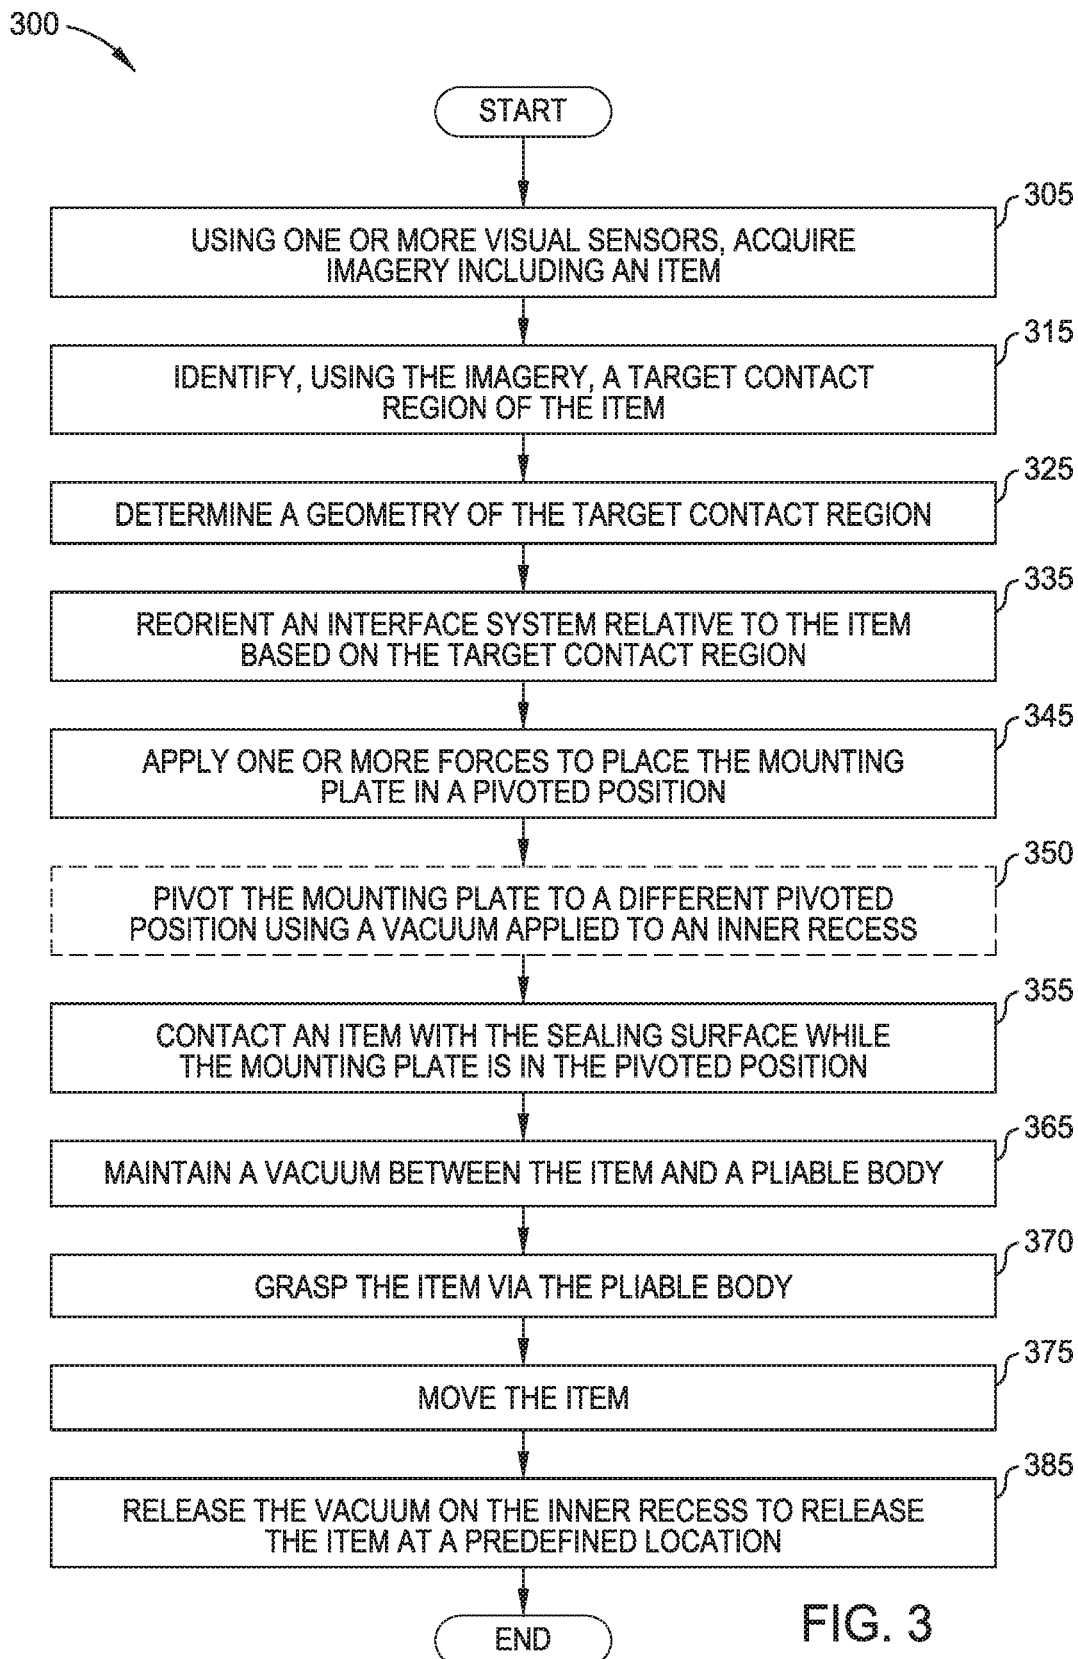 300
START
305
USING ONE OR MORE VISUAL SENSORS, ACQUIRE
IMAGERY INCLUDING AN ITEM
315
IDENTIFY, USING THE IMAGERY, A TARGET CONTACT
REGION OF THE ITEM
325
DETERMINE A GEOMETRY OF THE TARGET CONTACT REGION
335
REORIENT AN INTERFACE SYSTEM RELATIVE TO THE ITEM
BASED ON THE TARGET CONTACT REGION
345
APPLY ONE OR MORE FORCES TO PLACE THE MOUNTING
PLATE IN A PIVOTED POSITION
350
PIVOT THE MOUNTING PLATE TO A DIFFERENT PIVOTED
POSITION USING A VACUUM APPLIED TO AN INNER RECESS
355
CONTACT AN ITEM WITH THE SEALING SURFACE WHILE
THE MOUNTING PLATE IS IN THE PIVOTED POSITION
365
MAINTAIN A VACUUM BETWEEN THE ITEM AND A PLIABLE BODY
370
GRASP THE ITEM VIA THE PLIABLE BODY
375
MOVE THE ITEM
385
RELEASE THE VACUUM ON THE INNER RECESS TO RELEASE
THE ITEM AT A PREDEFINED LOCATION
END
FIG. 3